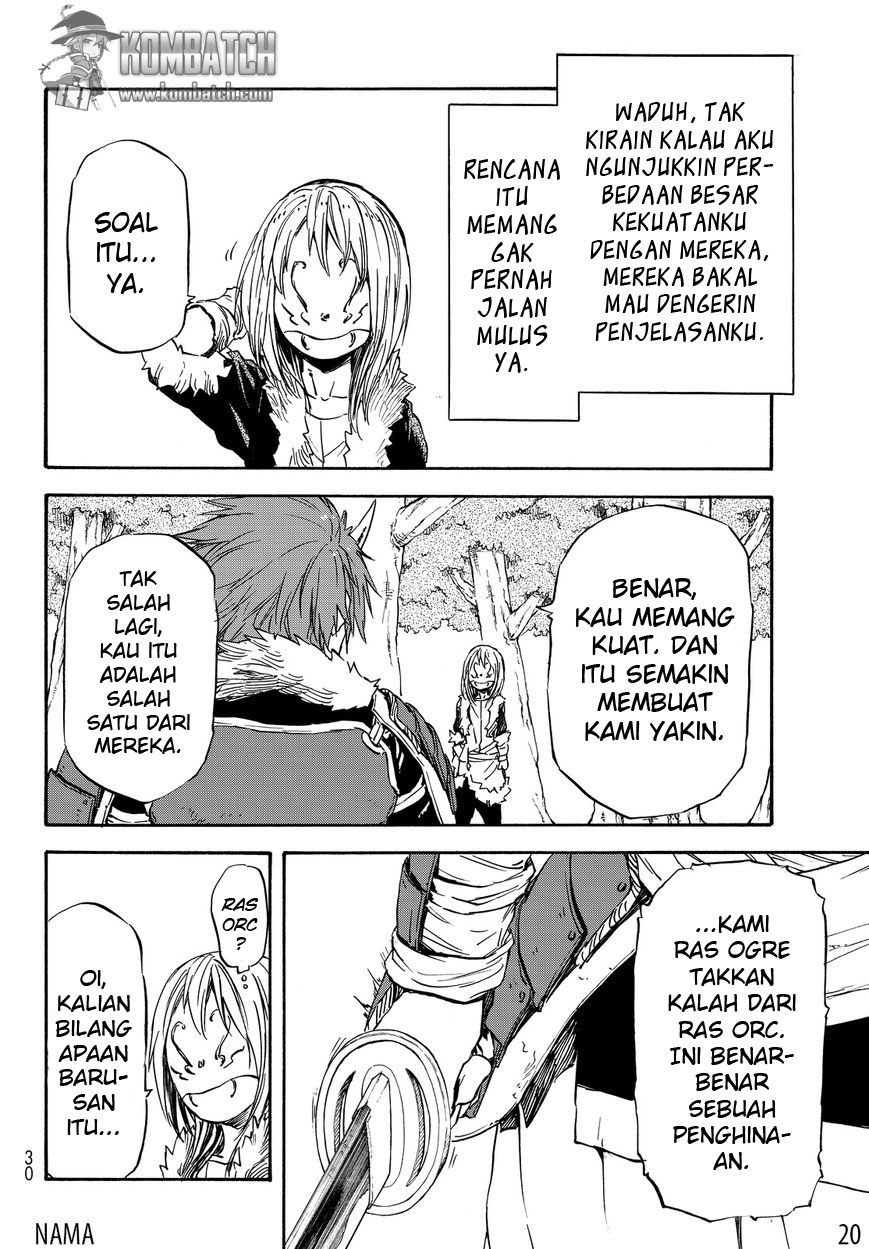 KOMBATCH
www.kombatch.com
WADUH, TAK
KIRAIN KALAU AKU
NGUNJUKKIN PER-
BEDAAN BESAR
KEKUATANKU
DENGAN MEREKA,
MEREKA BAKAL
MAU DENGERIN
PENJELASANKU.
RENCANA
ITU
MEMANG
GAK
PERNAH
JALAN
MULUS
YA.
SOAL
ITU...
YA.
BENAR,
KAU MEMANG
KUAT. DAN
ITU SEMAKIN
MEMBUAT
KAMI YAKIN.
TAK
SALAH
LAGI,
KAU ITU
ADALAH
SALAH
SATU DARI
MEREKA.
...KAMI
RAS OGRE
TAKKAN
KALAH DARI
RAS ORC.
INI BENAR-
BENAR
SEBUAH
PENGHINA-
AN.
RAS
ORC
?
OI,
KALIAN
BILANG
APAAN
BARU-
SAN
ITU...
30
NAMA
20